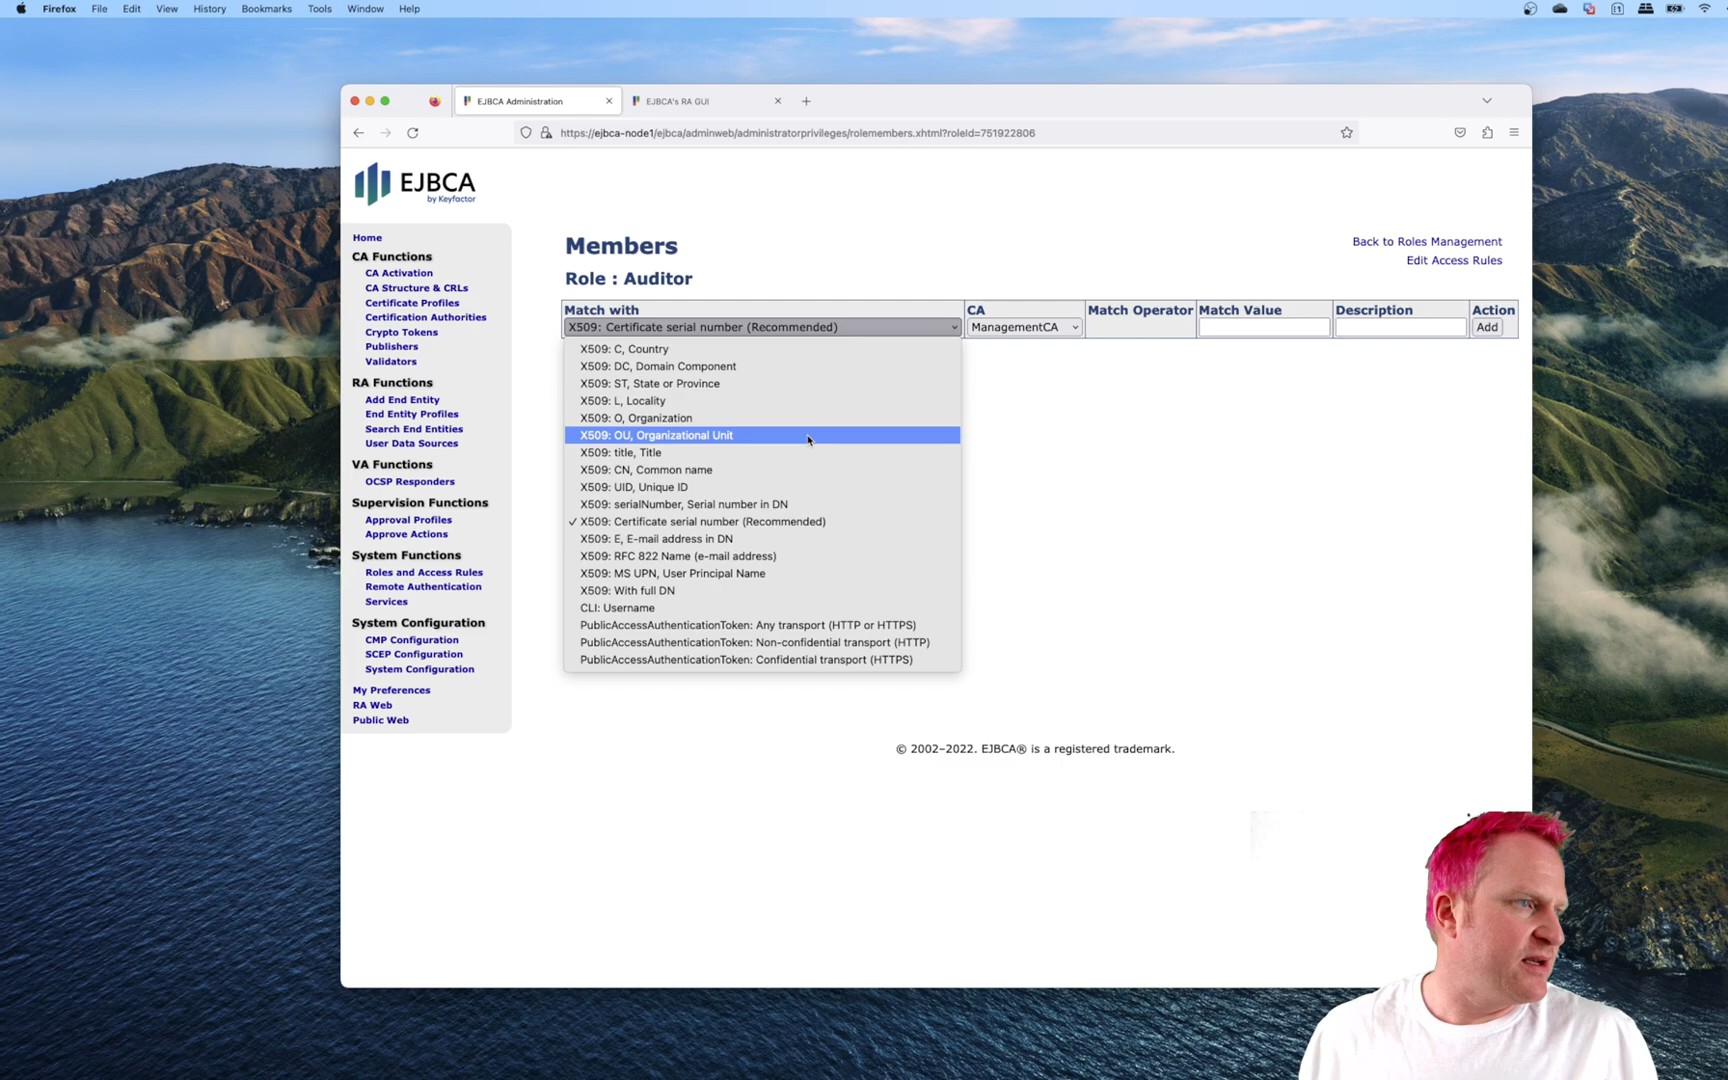 Firefox File Edit View History Bookmarks Tools Window Help
EJBCA Administration
EJBCA's RA GUI
https://ejbca-node1/ejbca/adminweb/administratorprivileges/rolemembers.xhtml?roleId=751922806
EJBCA
by Keyfactor
Home
CA Functions
CA Activation
CA Structure & CRLs
Certificate Profiles
Certification Authorities
Crypto Tokens
Publishers
Validators
RA Functions
Add End Entity
End Entity Profiles
Search End Entities
User Data Sources
VA Functions
OCSP Responders
Supervision Functions
Approval Profiles
Approve Actions
System Functions
Roles and Access Rules
Remote Authentication
Services
System Configuration
CMP Configuration
SCEP Configuration
System Configuration
My Preferences
RA Web
Public Web
Members
Back to Roles Management
Edit Access Rules
Role : Auditor
Match with CA Match Operator Match Value Description Action
X509: Certificate serial number (Recommended) ManagementCA Add
X509: C, Country
X509: DC, Domain Component
X509: ST, State or Province
X509: L, Locality
X509: O, Organization
X509: OU, Organizational Unit
X509: title, Title
X509: CN, Common name
X509: UID, Unique ID
X509: serialNumber, Serial number in DN
✓ X509: Certificate serial number (Recommended)
X509: E, E-mail address in DN
X509: RFC 822 Name (e-mail address)
X509: MS UPN, User Principal Name
X509: With full DN
CLI: Username
PublicAccessAuthenticationToken: Any transport (HTTP or HTTPS)
PublicAccessAuthenticationToken: Non-confidential transport (HTTP)
PublicAccessAuthenticationToken: Confidential transport (HTTPS)
© 2002–2022. EJBCA® is a registered trademark.